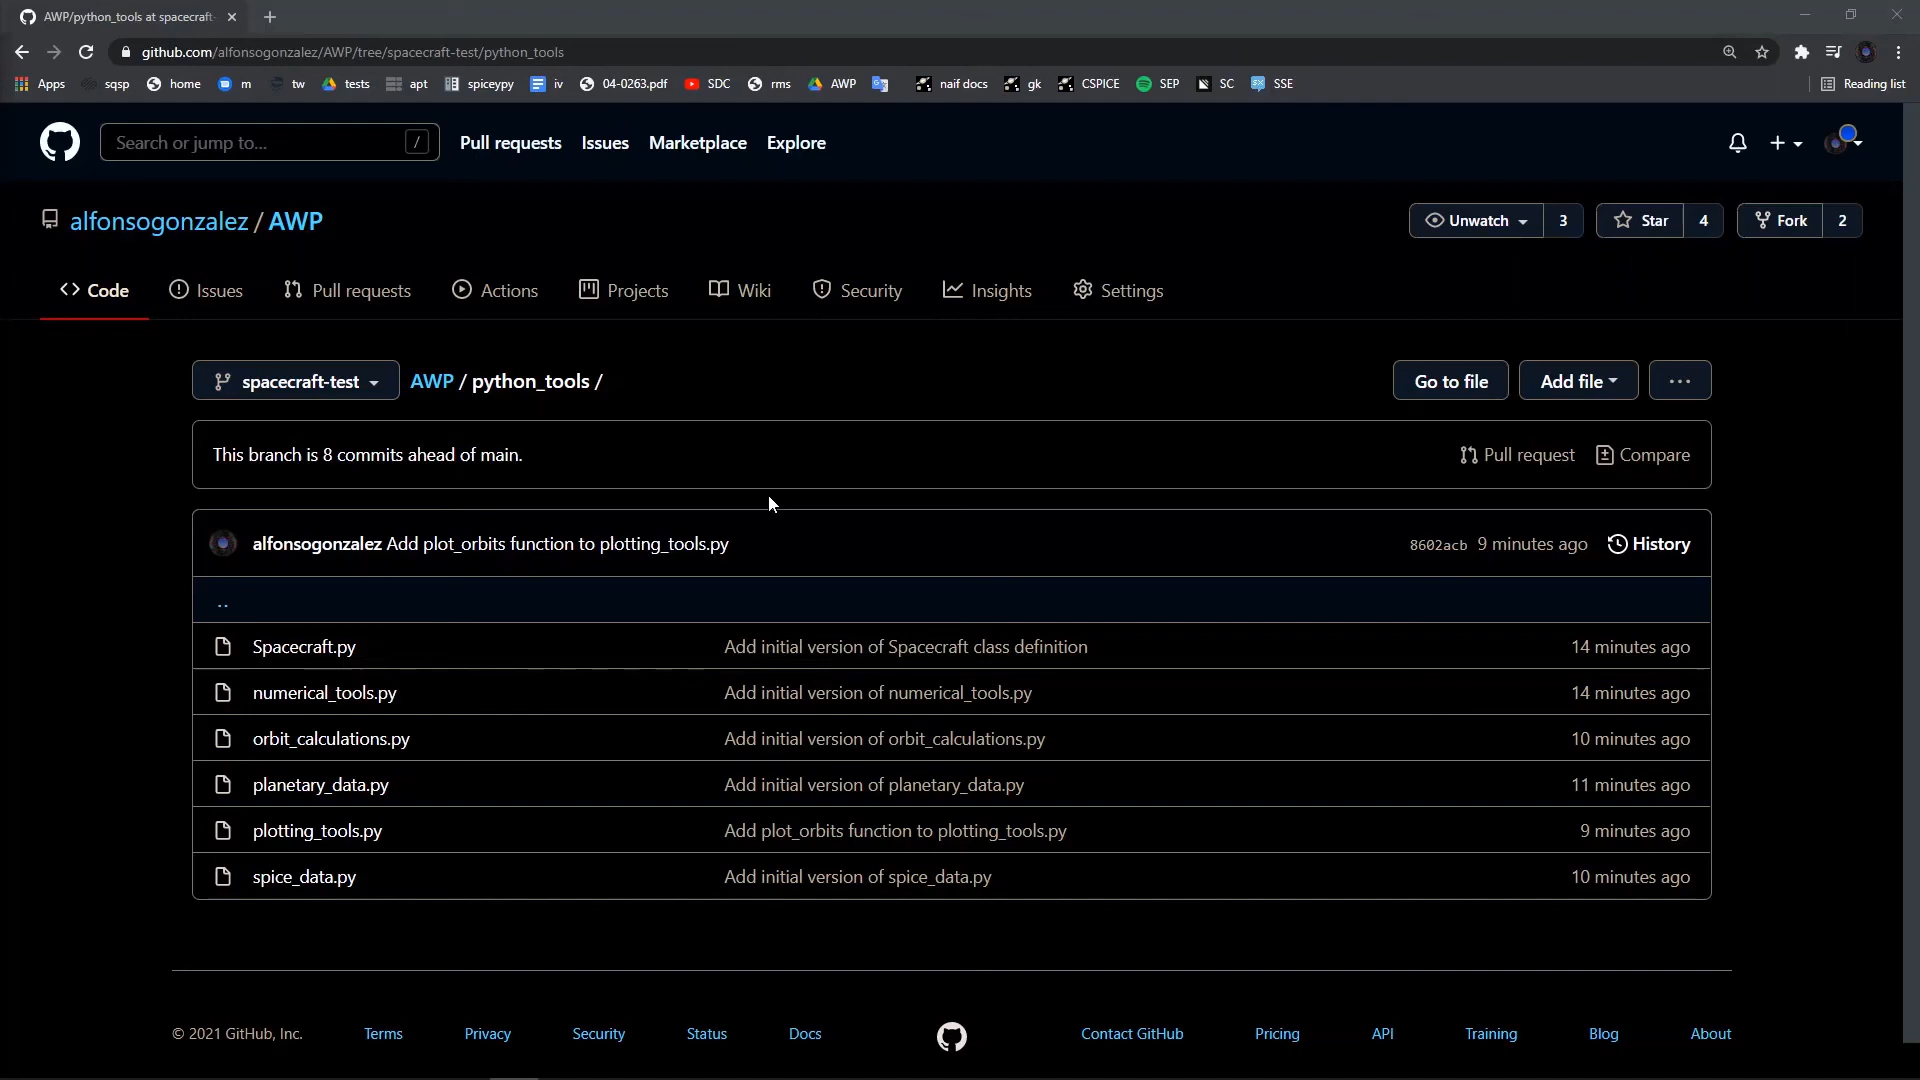 AWP/python_tools at spacecraft-
github.com/alfonsogonzalez/AWP/tree/spacecraft-test/python_tools
Apps sqsp home m tw tests apt spiceypy iv 04-0263.pdf SDC rms AWP naif docs gk CSPICE SEP SC SSE Reading list
Search or jump to... / Pull requests Issues Marketplace Explore
alfonsogonzalez / AWP Unwatch 3 Star 4 Fork 2
Code Issues Pull requests Actions Projects Wiki Security Insights Settings
spacecraft-test AWP / python_tools / Go to file Add file ...
This branch is 8 commits ahead of main. Pull request Compare
alfonsogonzalez Add plot_orbits function to plotting_tools.py 8602acb 9 minutes ago History
..
Spacecraft.py Add initial version of Spacecraft class definition 14 minutes ago
numerical_tools.py Add initial version of numerical_tools.py 14 minutes ago
orbit_calculations.py Add initial version of orbit_calculations.py 10 minutes ago
planetary_data.py Add initial version of planetary_data.py 11 minutes ago
plotting_tools.py Add plot_orbits function to plotting_tools.py 9 minutes ago
spice_data.py Add initial version of spice_data.py 10 minutes ago
© 2021 GitHub, Inc. Terms Privacy Security Status Docs Contact GitHub Pricing API Training Blog About